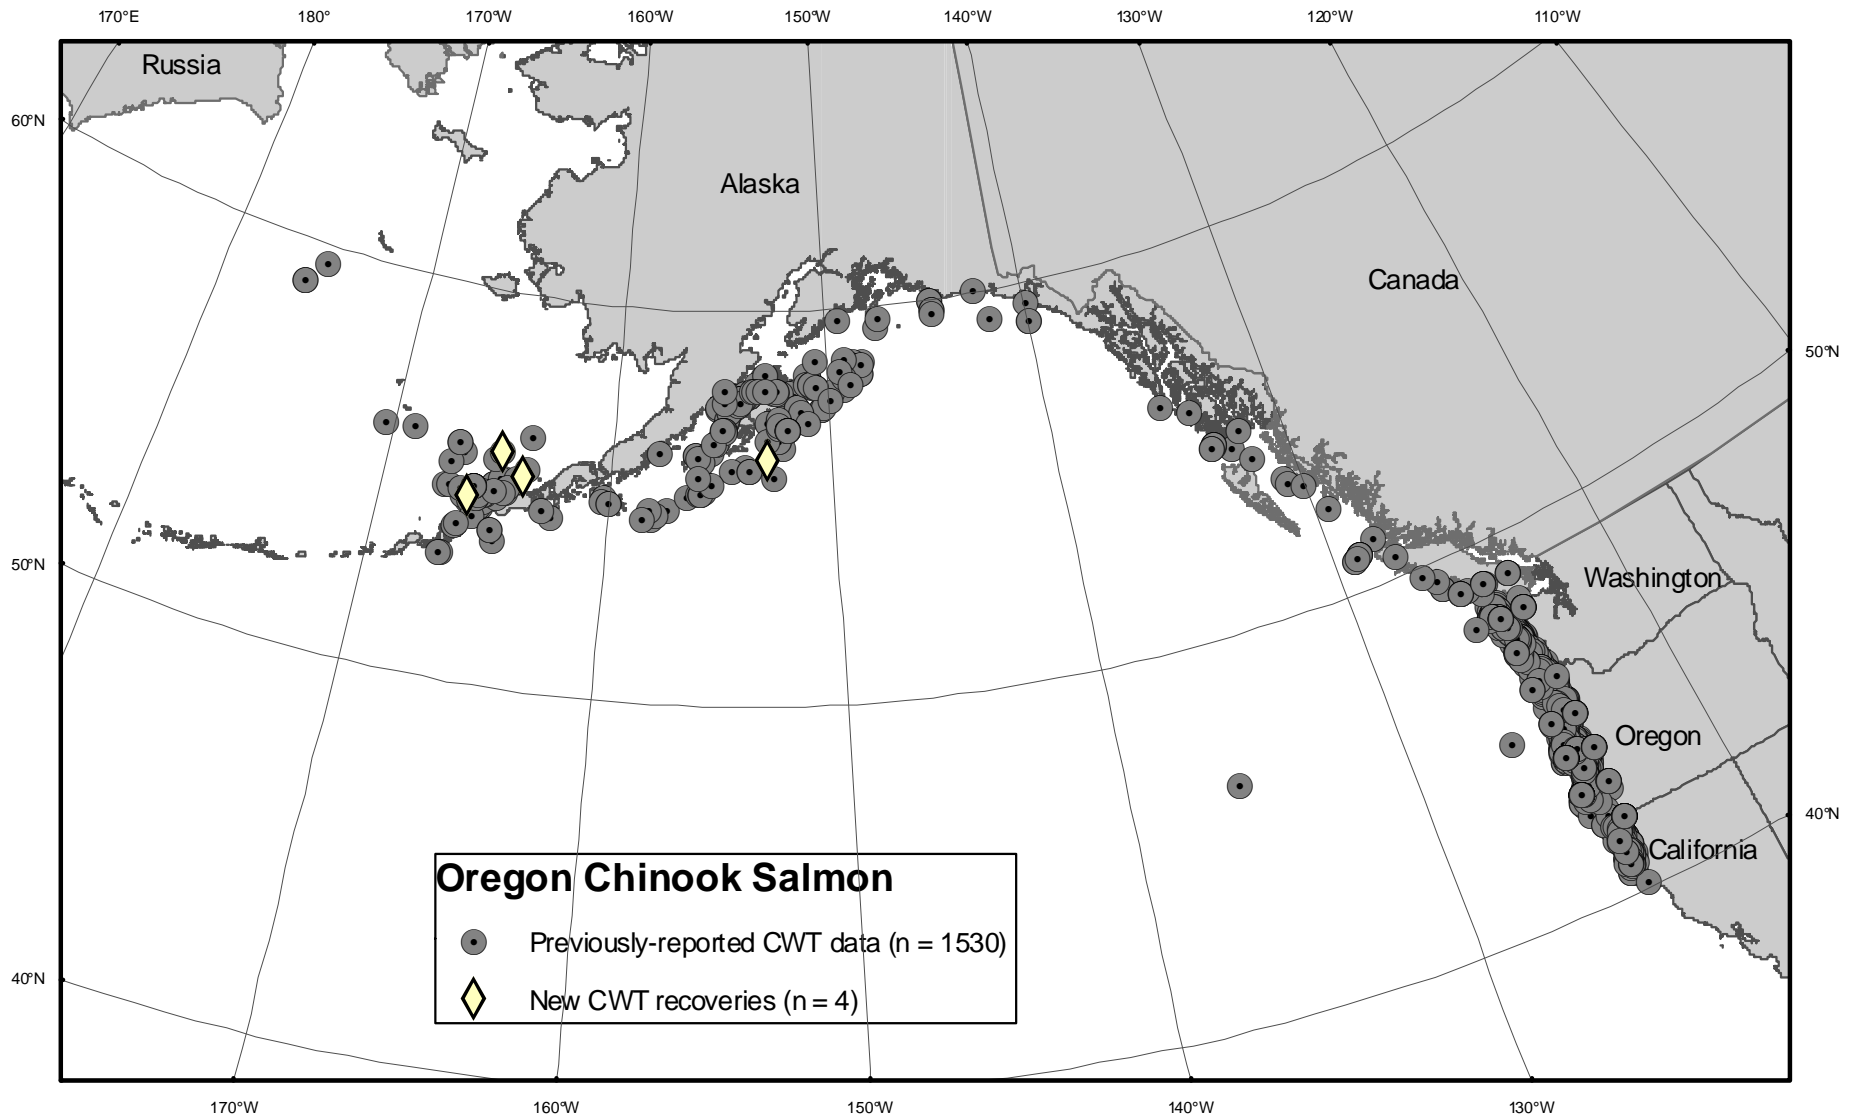 170°E 180° 170°W 160°W 150°W 140°W 130°W 120°W 110°W
Russia
60°N
Alaska
Canada
50°N
50°N
Washington
Oregon
40°N
California
Oregon Chinook Salmon
Previously-reported CWT data (n = 1530)
40°N
New CWT recoveries (n = 4)
170°W 160°W 150°W 140°W 130°W